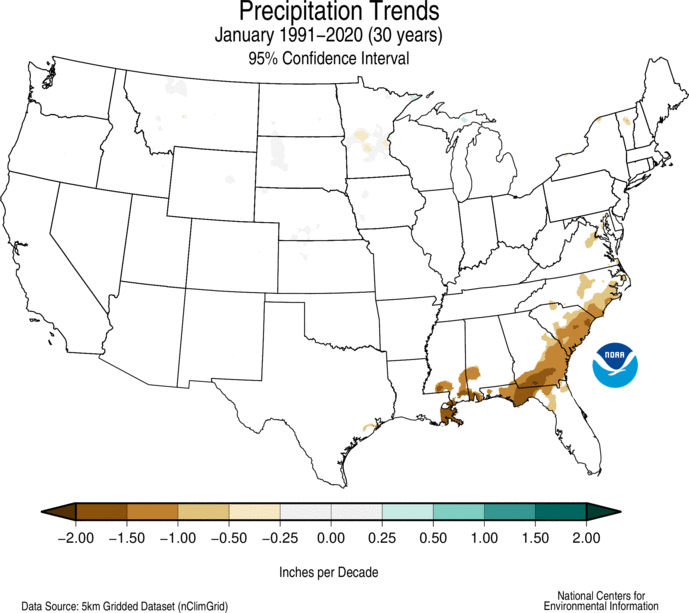 Precipitation Trends
January 1991–2020 (30 years)
95% Confidence Interval
NOAA
−2.00 −1.50 −1.00 −0.50 −0.25 0.00 0.25 0.50 1.00 1.50 2.00
Inches per Decade
Data Source: 5km Gridded Dataset (nClimGrid)
National Centers for
Environmental Information